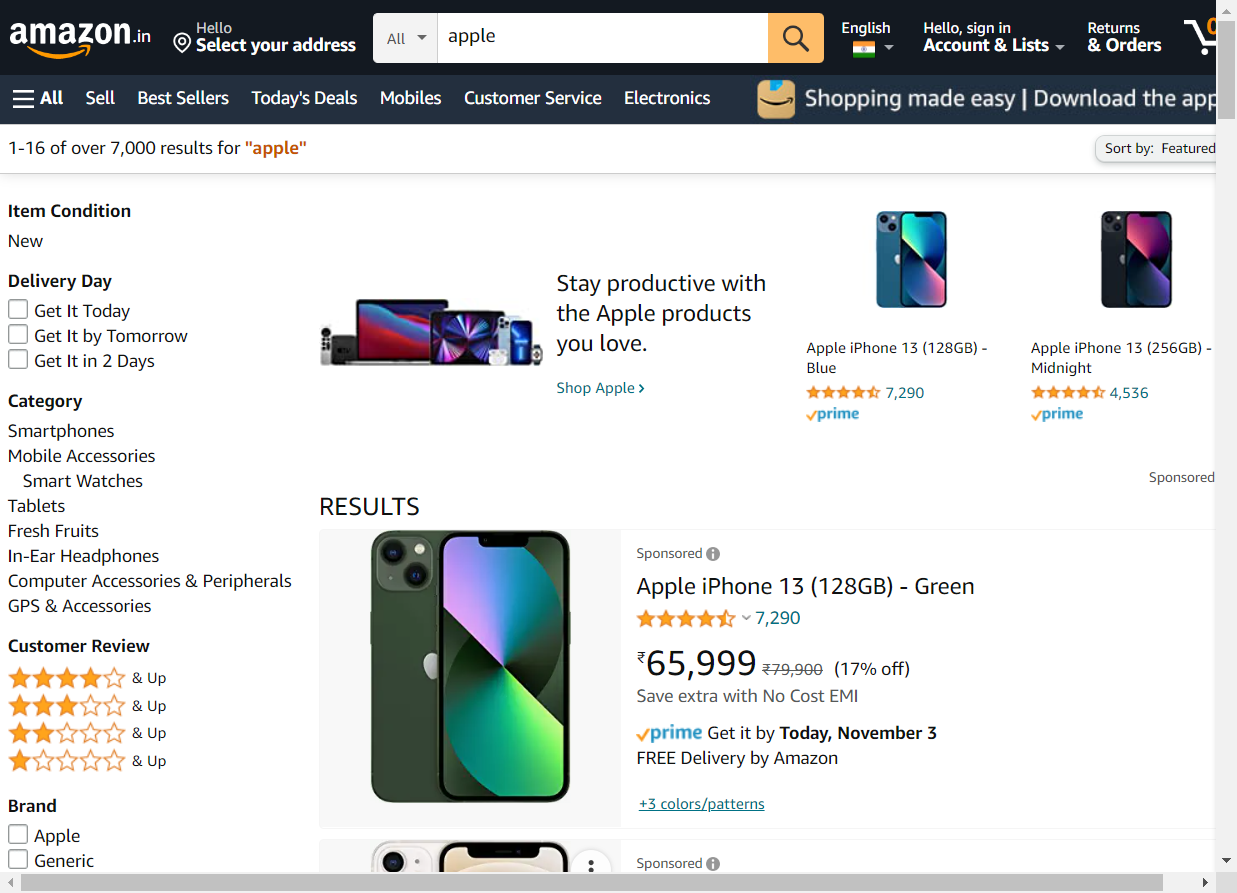 amazon.in
Hello
Select your address
All
apple
English
Hello, sign in
Account & Lists
Returns
& Orders
0
All
Sell
Best Sellers
Today's Deals
Mobiles
Customer Service
Electronics
Shopping made easy | Download the app
1-16 of over 7,000 results for "apple"
Sort by: Featured
Item Condition
New
Delivery Day
Get It Today
Get It by Tomorrow
Get It in 2 Days
Category
Smartphones
Mobile Accessories
Smart Watches
Tablets
Fresh Fruits
In-Ear Headphones
Computer Accessories & Peripherals
GPS & Accessories
Customer Review
& Up
& Up
& Up
& Up
Brand
Apple
Generic
Stay productive with
the Apple products
you love.
Shop Apple ›
Apple iPhone 13 (128GB) -
Blue
7,290
prime
Apple iPhone 13 (256GB) -
Midnight
4,536
prime
Sponsored
RESULTS
Sponsored
Apple iPhone 13 (128GB) - Green
7,290
₹65,999 ₹79,900 (17% off)
Save extra with No Cost EMI
prime Get it by Today, November 3
FREE Delivery by Amazon
+3 colors/patterns
Sponsored